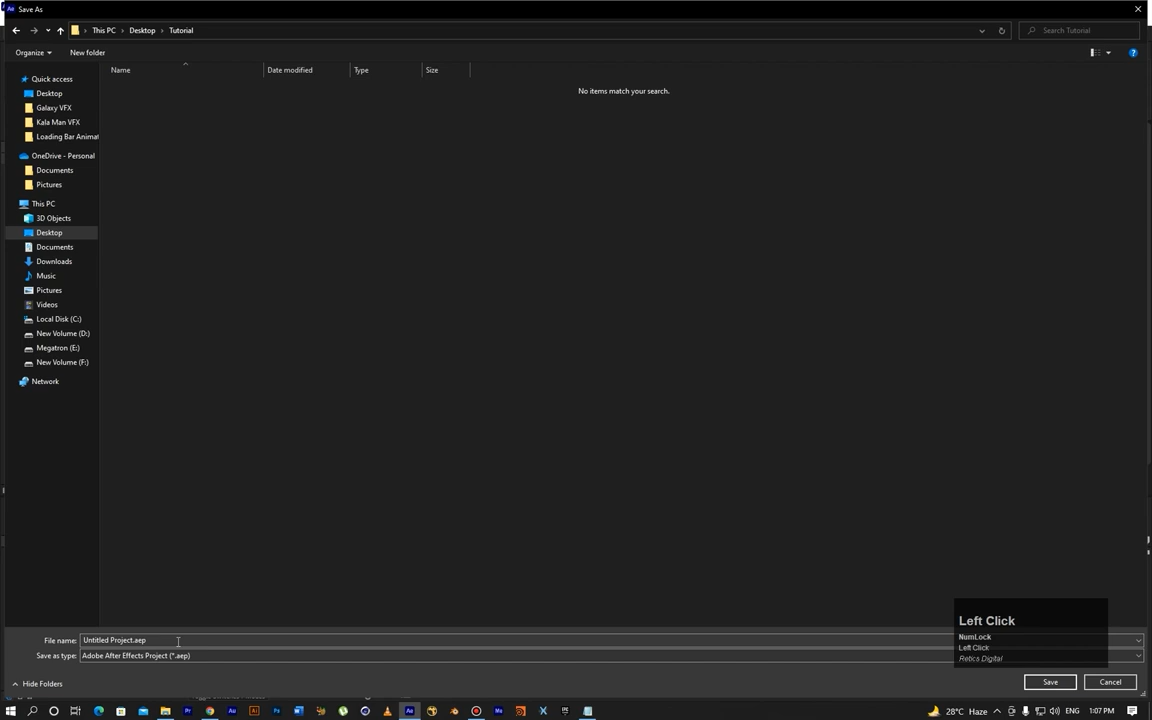 Save As
This PC > Desktop > Tutorial
Search Tutorial
Organize
New folder
Name
Date modified
Type
Size
No items match your search.
Quick access
Desktop
Galaxy VFX
Kala Man VFX
Loading Bar Animat
OneDrive - Personal
Documents
Pictures
This PC
3D Objects
Desktop
Documents
Downloads
Music
Pictures
Videos
Local Disk (C:)
New Volume (D:)
Megatron (E:)
New Volume (F:)
Network
File name: Untitled Project.aep
Save as type: Adobe After Effects Project (*.aep)
Left Click
NumLock
Left Click
Retics Digital
Hide Folders
Save
Cancel
28°C Haze
ENG
1:07 PM